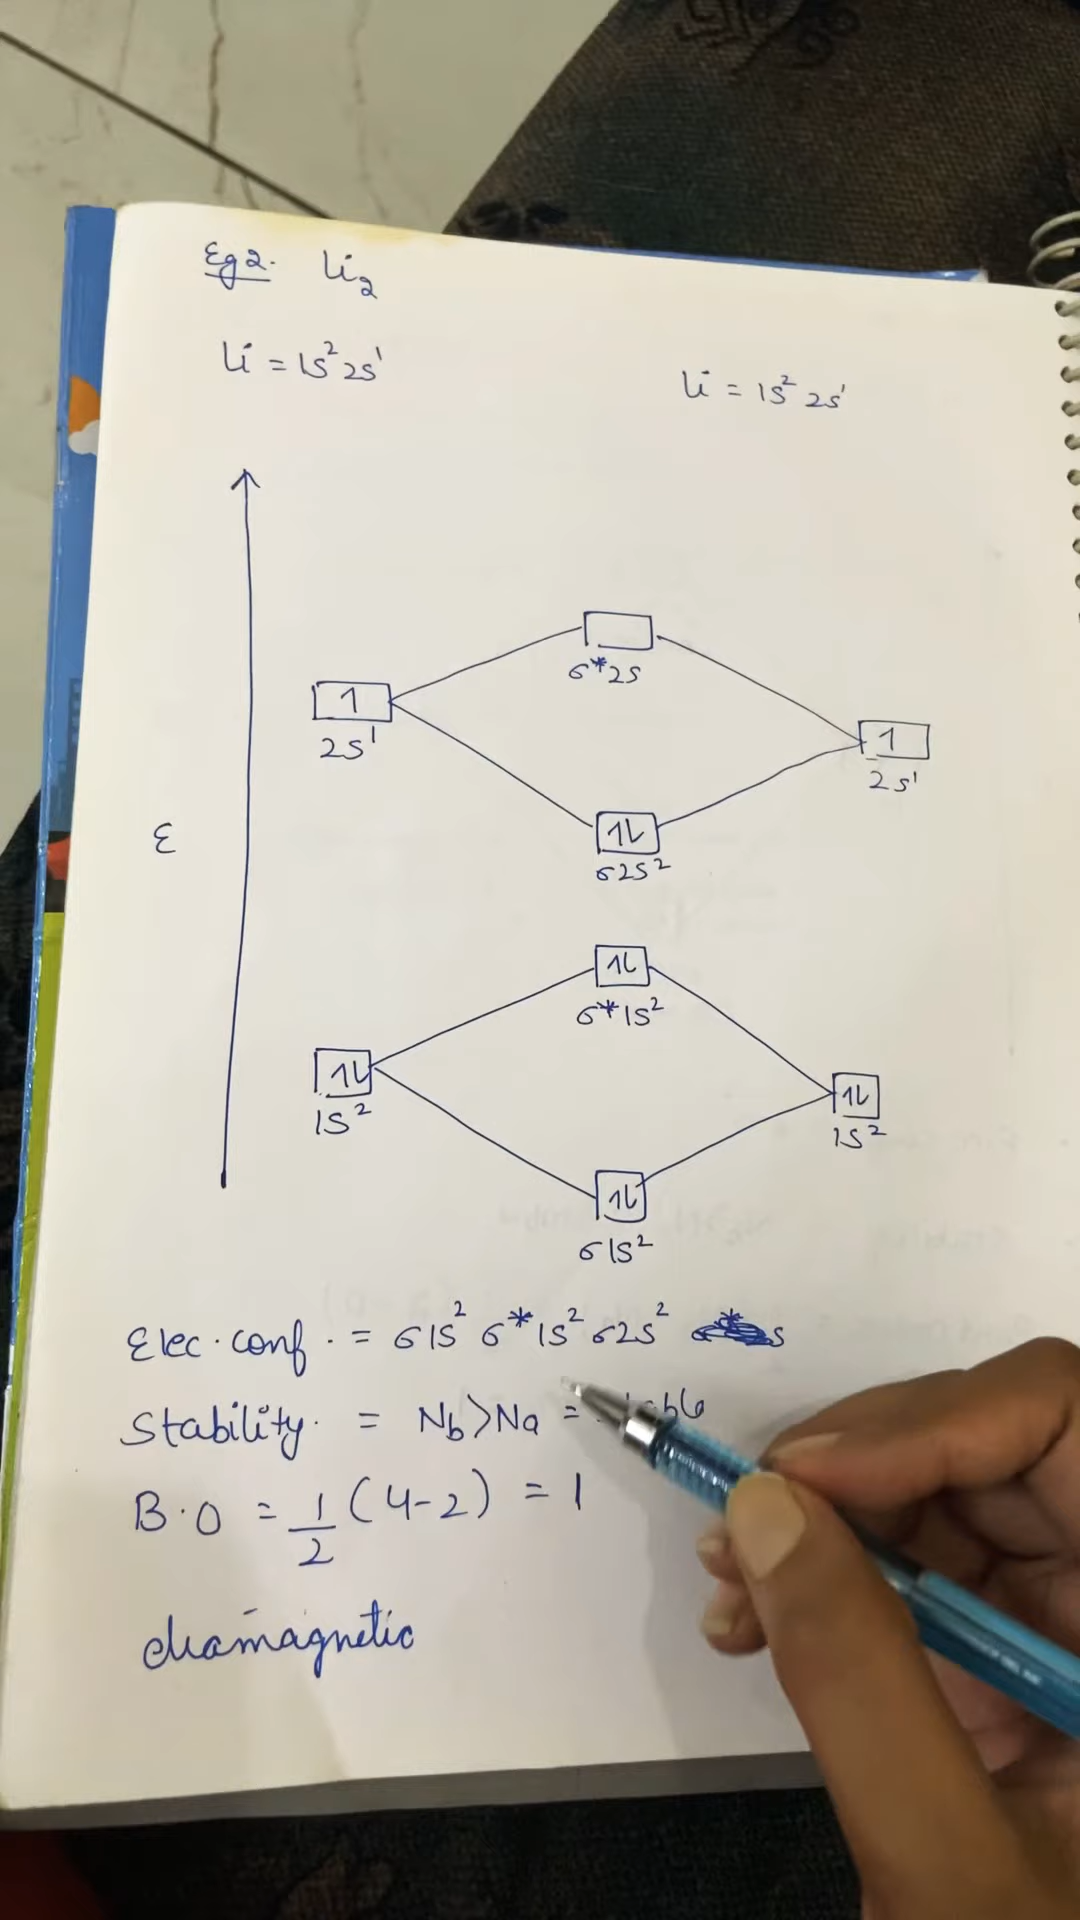 Eg 2. Li₂
Li = 1s² 2s¹
Li = 1s² 2s¹
σ*2s
1
2s¹
1
2s¹
1L
σ2s²
E
1L
σ*1s²
1L
1s²
1L
1s²
1L
σ1s²
Elec. conf. = σ1s² σ*1s² σ2s²
Stability. = Nb>Na =
B.O = 1/2 (4-2) = 1
diamagnetic